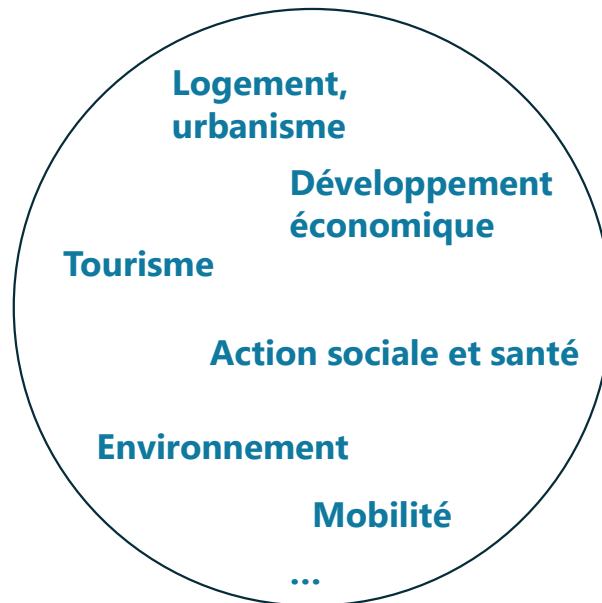 Logement,
urbanisme
Développement
économique
Tourisme
Action sociale et santé
Environnement
Mobilité
...